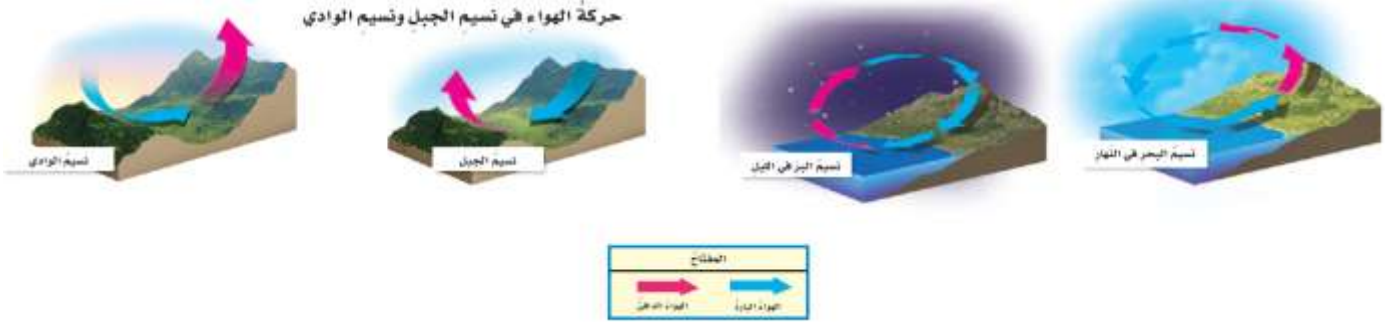 حركةُ الهواءِ في نسيمِ الجبلِ ونسيمِ الوادي
نسيمُ البحرِ في النهارِ
نسيمُ البرِّ في الليلِ
نسيمُ الجبلِ
نسيمُ الوادي
المفتاحُ
الهواءُ الباردُ
الهواءُ الدافئُ